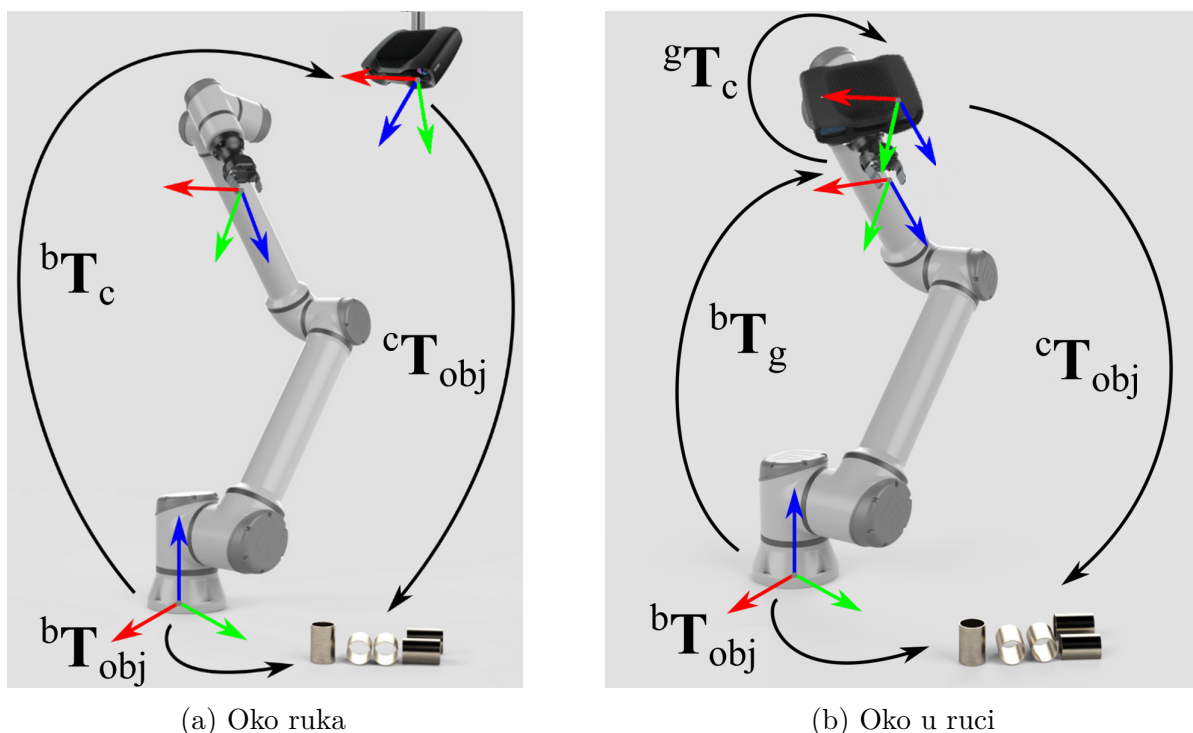 ᵇT_c
ᶜT_obj
ᵇT_obj
(a) Oko ruka
ᵍT_c
ᵇT_g
ᶜT_obj
ᵇT_obj
(b) Oko u ruci